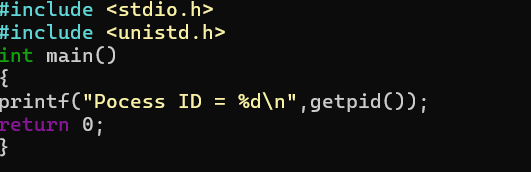 #include <stdio.h>
#include <unistd.h>
int main()
{
printf("Pocess ID = %d\n",getpid());
return 0;
}